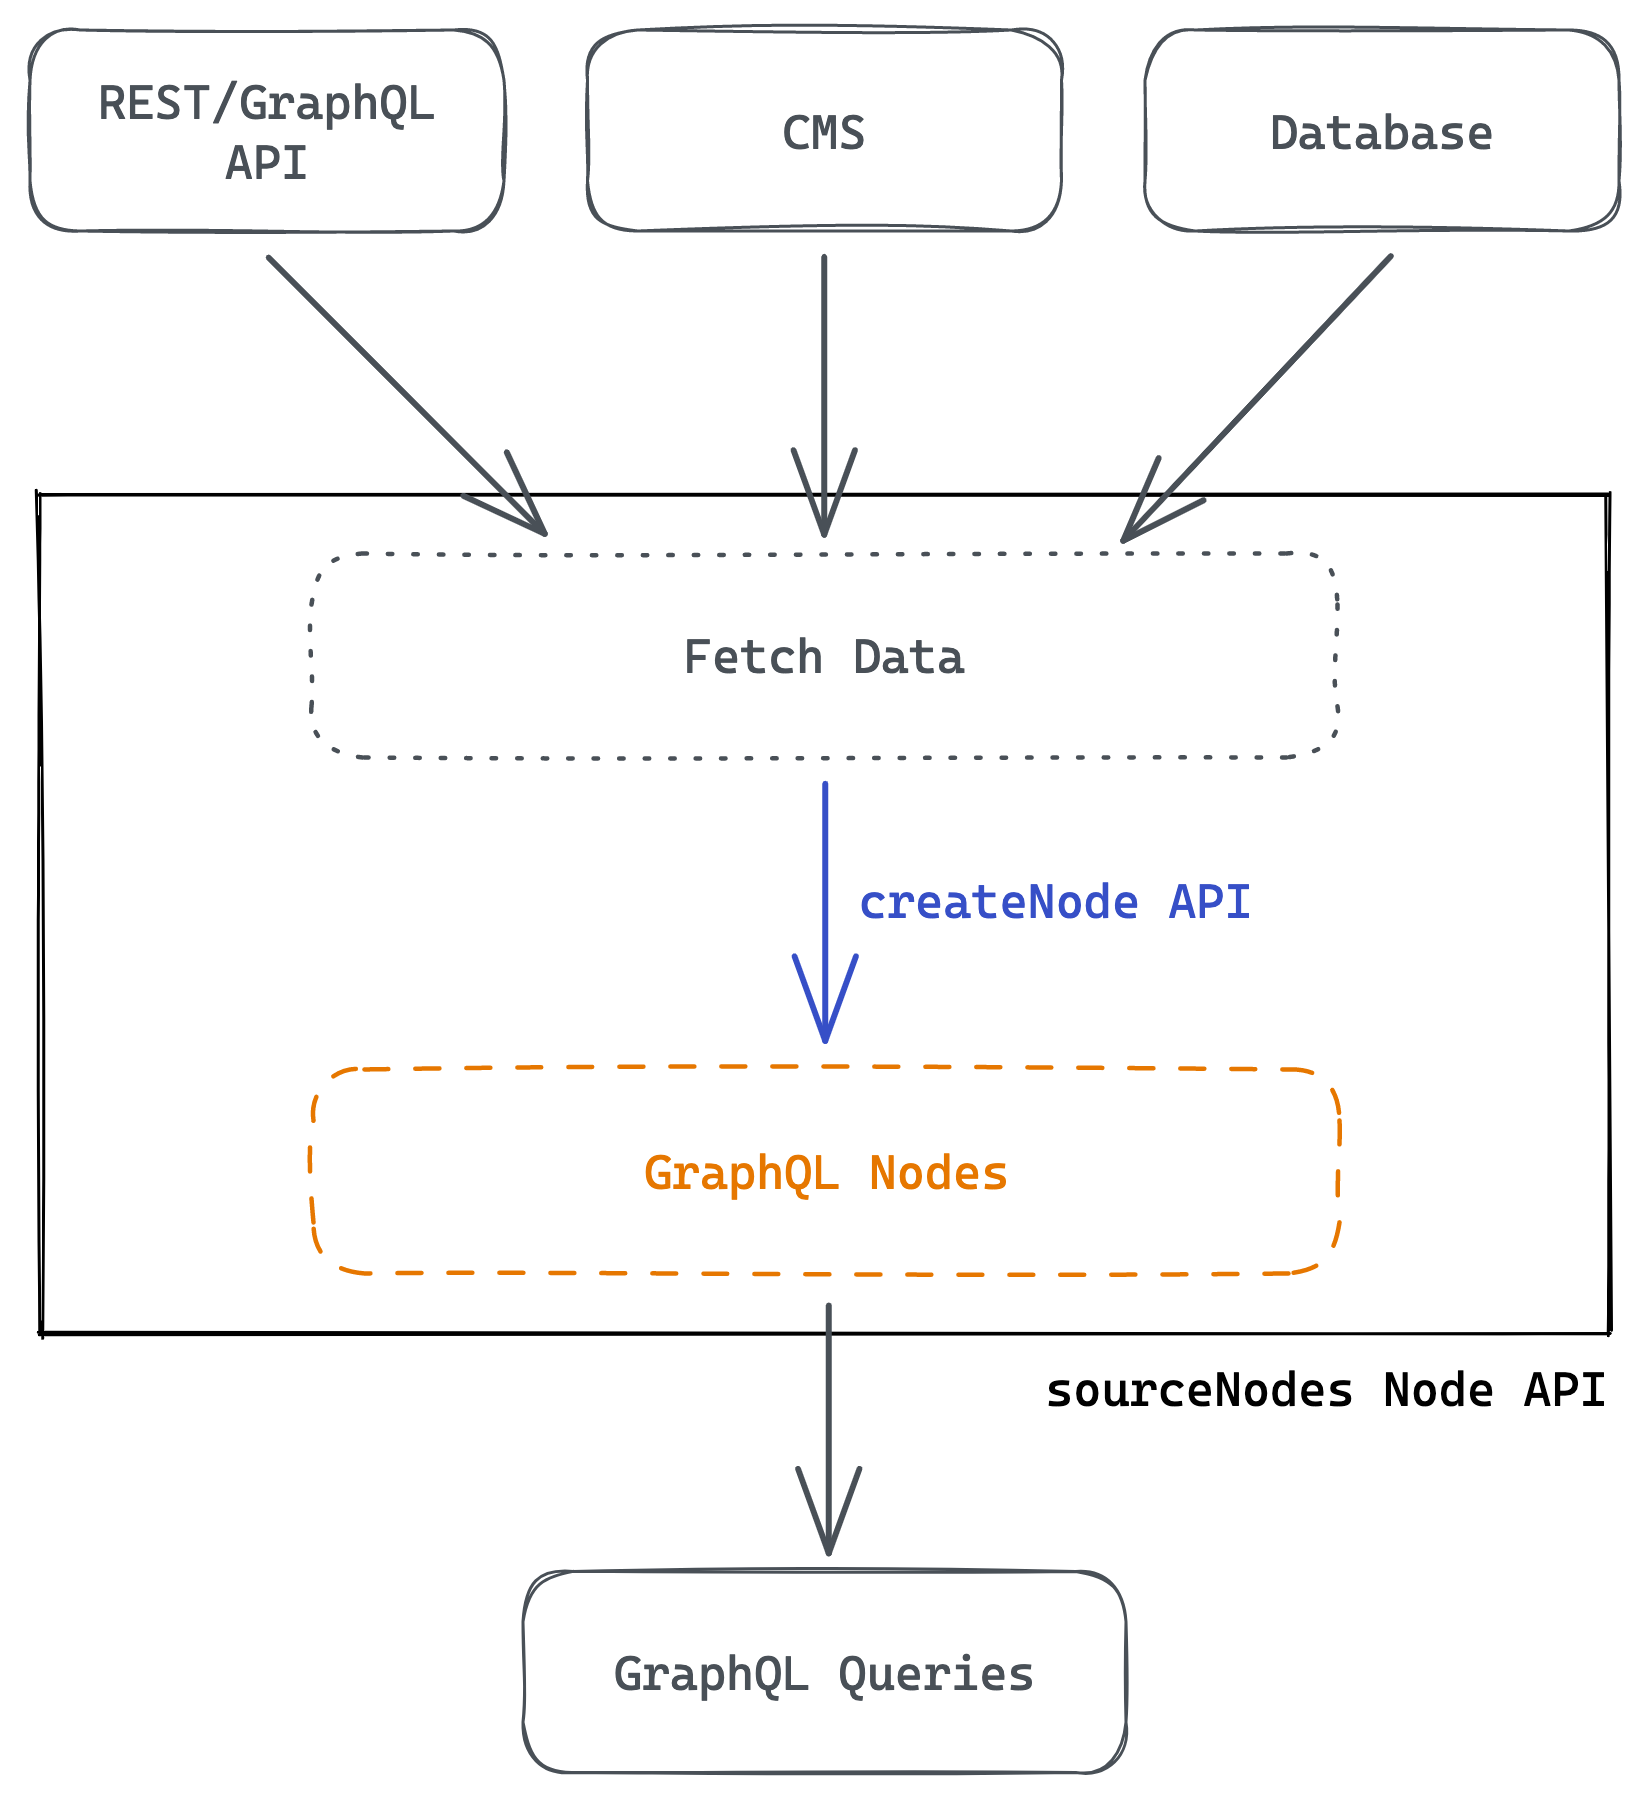 REST/GraphQL
API
CMS
Database
Fetch Data
createNode API
GraphQL Nodes
sourceNodes Node API
GraphQL Queries